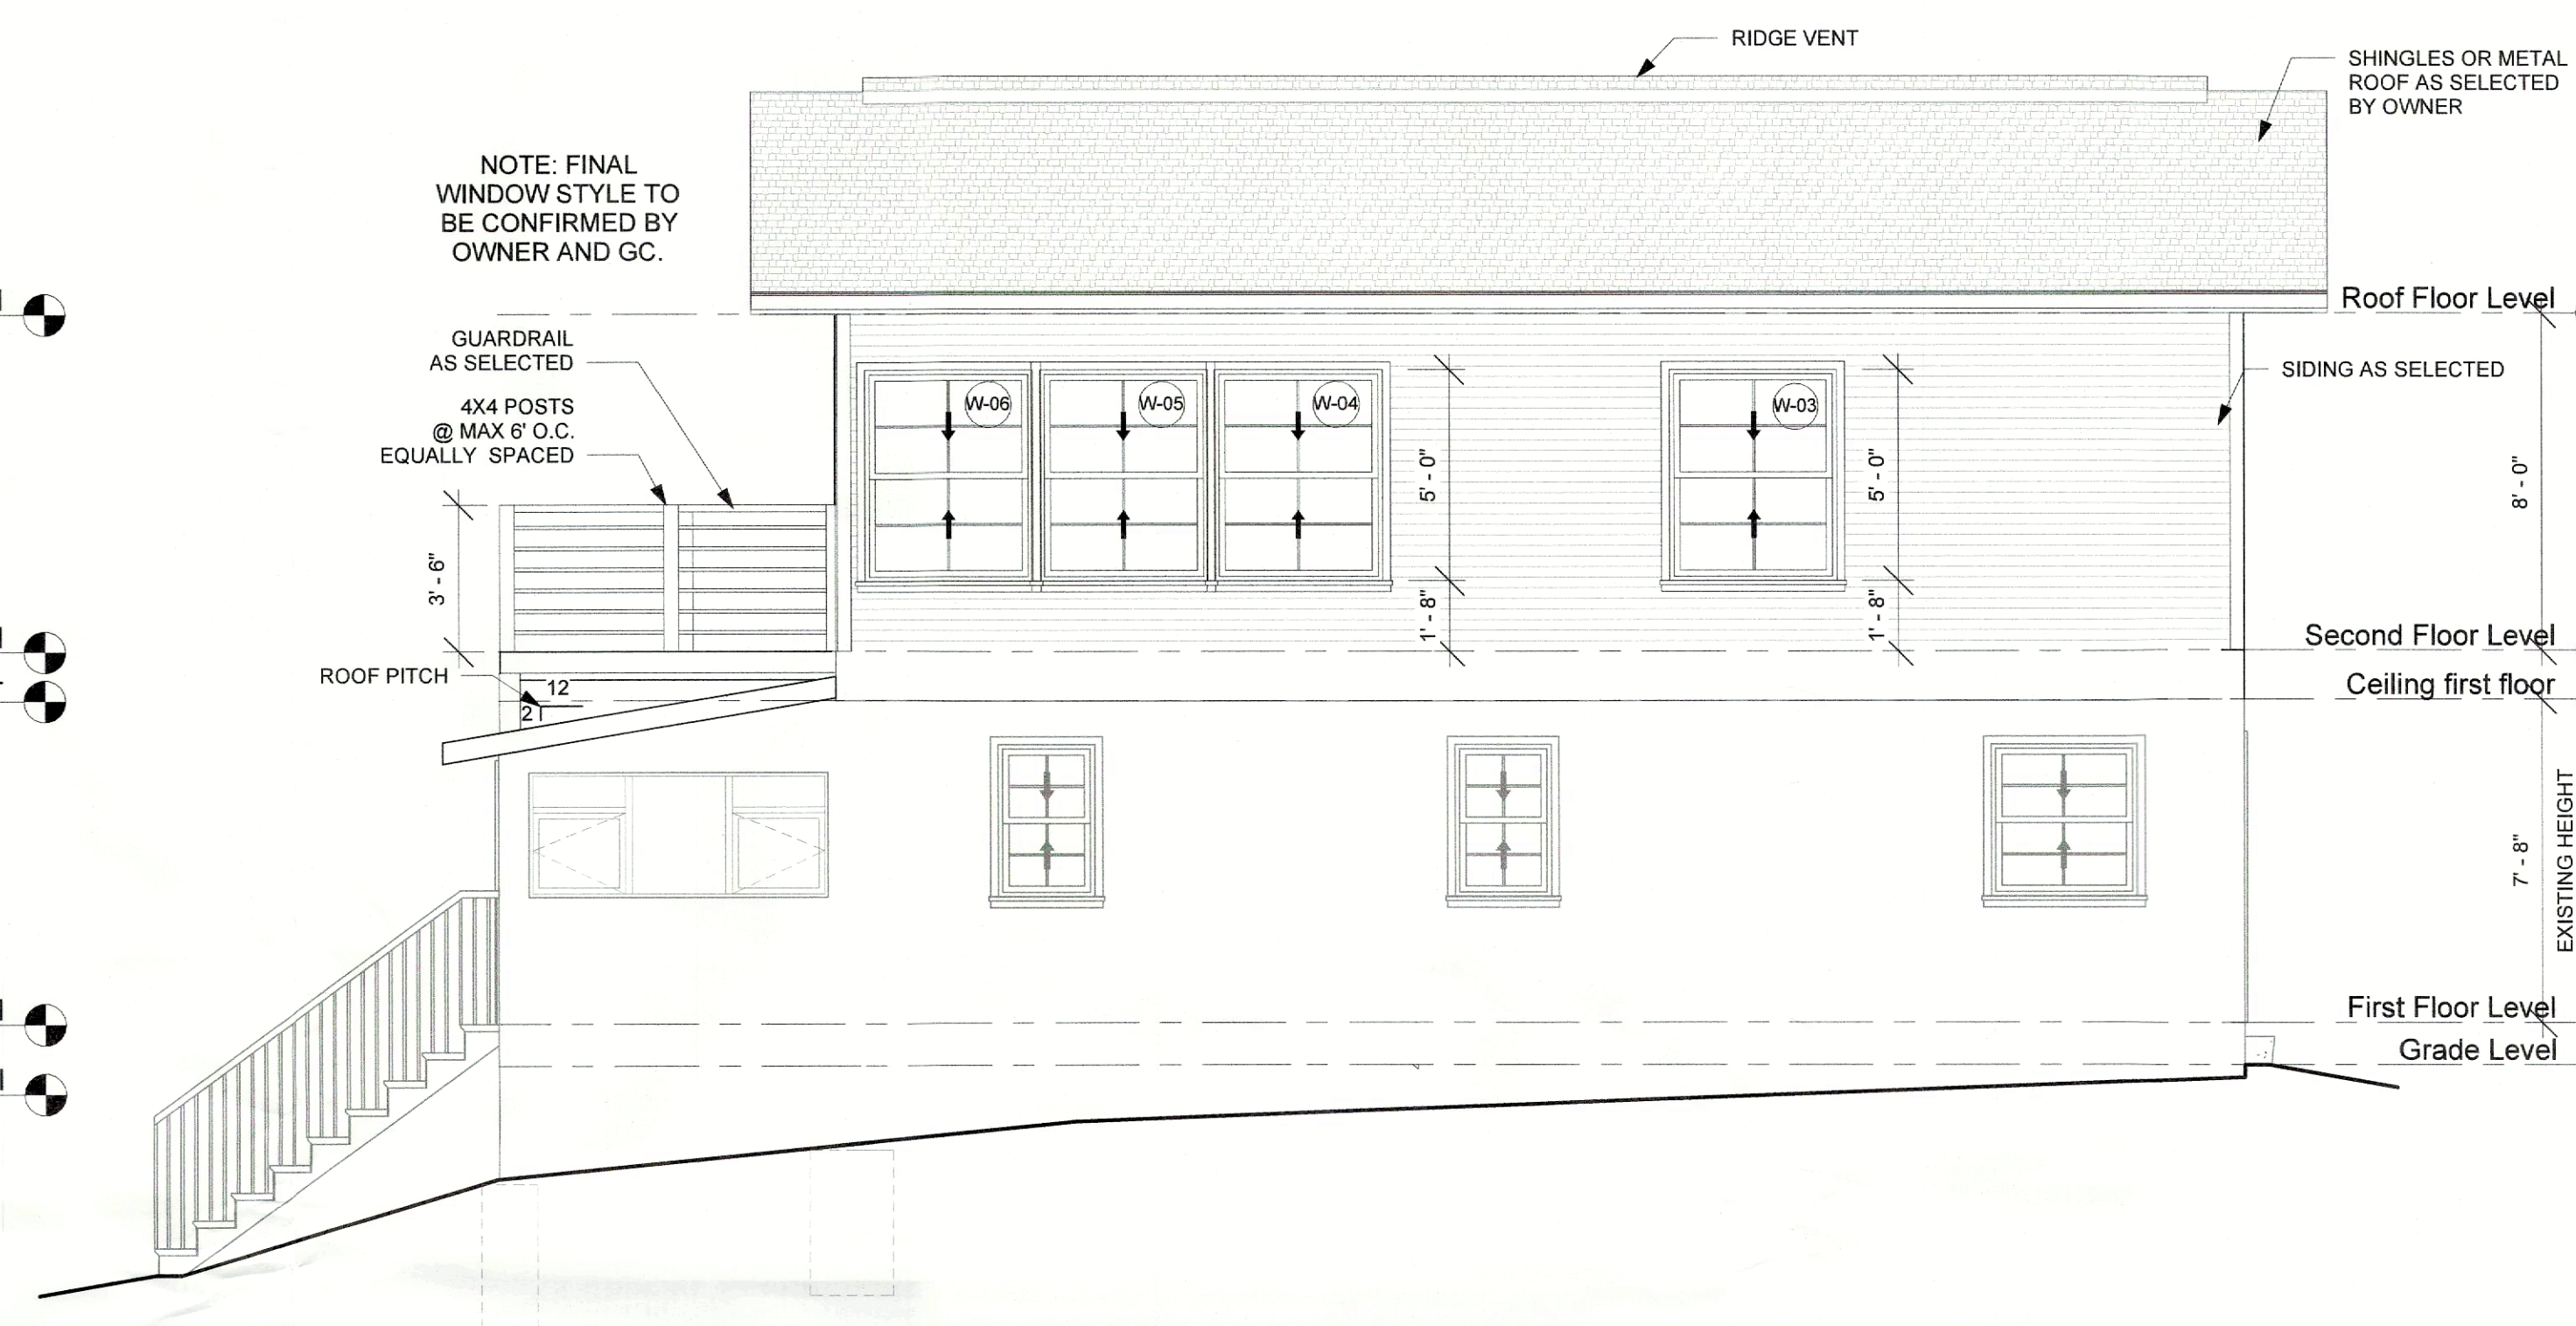 RIDGE VENT
SHINGLES OR METAL
ROOF AS SELECTED
BY OWNER
NOTE: FINAL
WINDOW STYLE TO
BE CONFIRMED BY
OWNER AND GC.
Roof Floor Level
GUARDRAIL
AS SELECTED
SIDING AS SELECTED
4X4 POSTS
@ MAX 6' O.C.
EQUALLY SPACED
W-06
W-05
W-04
W-03
5' - 0"
5' - 0"
8' - 0"
3' - 6"
1' - 8"
1' - 8"
Second Floor Level
ROOF PITCH
12
2
Ceiling first floor
7' - 8"
EXISTING HEIGHT
First Floor Level
Grade Level